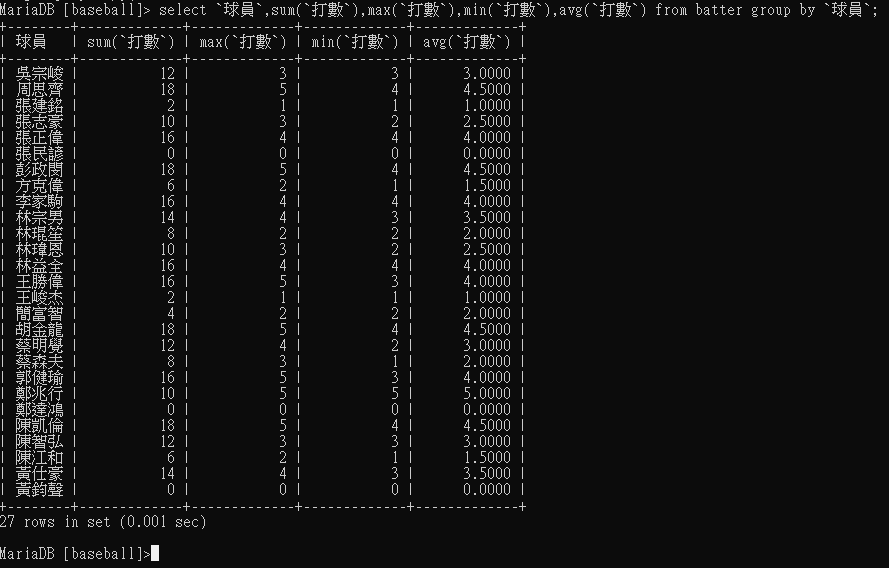 MariaDB [baseball]> select `球員`,sum(`打數`),max(`打數`),min(`打數`),avg(`打數`) from batter group by `球員`;
+--------+-------------+-------------+-------------+-------------+
| 球員   | sum(`打數`) | max(`打數`) | min(`打數`) | avg(`打數`) |
+--------+-------------+-------------+-------------+-------------+
| 吳宗峻 |          12 |           3 |           3 |      3.0000 |
| 周思齊 |          18 |           5 |           4 |      4.5000 |
| 張建銘 |           2 |           1 |           1 |      1.0000 |
| 張志豪 |          10 |           3 |           2 |      2.5000 |
| 張正偉 |          16 |           4 |           4 |      4.0000 |
| 張民諺 |           0 |           0 |           0 |      0.0000 |
| 彭政閔 |          18 |           5 |           4 |      4.5000 |
| 方克偉 |           6 |           2 |           1 |      1.5000 |
| 李家駒 |          16 |           4 |           4 |      4.0000 |
| 林宗男 |          14 |           4 |           3 |      3.5000 |
| 林琨笙 |           8 |           2 |           2 |      2.0000 |
| 林瑋恩 |          10 |           3 |           2 |      2.5000 |
| 林益全 |          16 |           4 |           4 |      4.0000 |
| 王勝偉 |          16 |           5 |           3 |      4.0000 |
| 王峻杰 |           2 |           1 |           1 |      1.0000 |
| 簡富智 |           4 |           2 |           2 |      2.0000 |
| 胡金龍 |          18 |           5 |           4 |      4.5000 |
| 蔡明覺 |          12 |           4 |           2 |      3.0000 |
| 蔡森夫 |           8 |           3 |           1 |      2.0000 |
| 郭健瑜 |          16 |           5 |           3 |      4.0000 |
| 鄭兆行 |          10 |           5 |           5 |      5.0000 |
| 鄭達鴻 |           0 |           0 |           0 |      0.0000 |
| 陳凱倫 |          18 |           5 |           4 |      4.5000 |
| 陳智弘 |          12 |           3 |           3 |      3.0000 |
| 陳江和 |           6 |           2 |           1 |      1.5000 |
| 黃仕豪 |          14 |           4 |           3 |      3.5000 |
| 黃鈞聲 |           0 |           0 |           0 |      0.0000 |
+--------+-------------+-------------+-------------+-------------+
27 rows in set (0.001 sec)
MariaDB [baseball]>